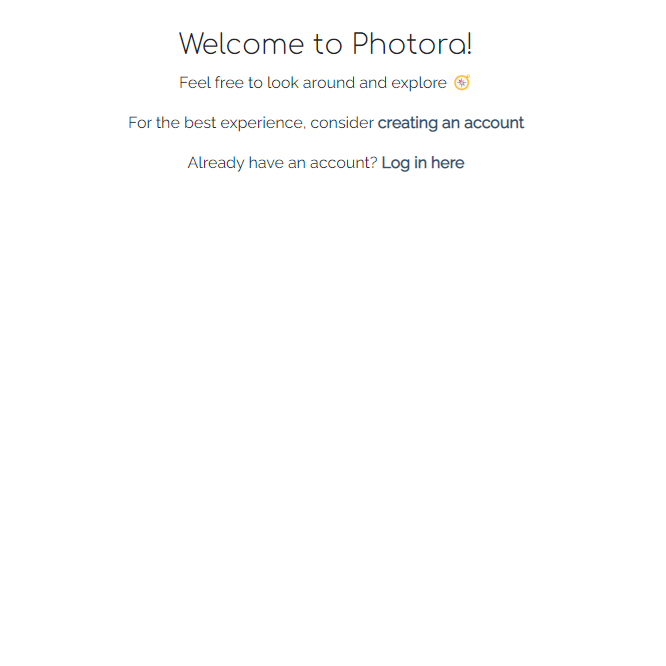 Welcome to Photora!
Feel free to look around and explore 🧭
For the best experience, consider creating an account
Already have an account? Log in here